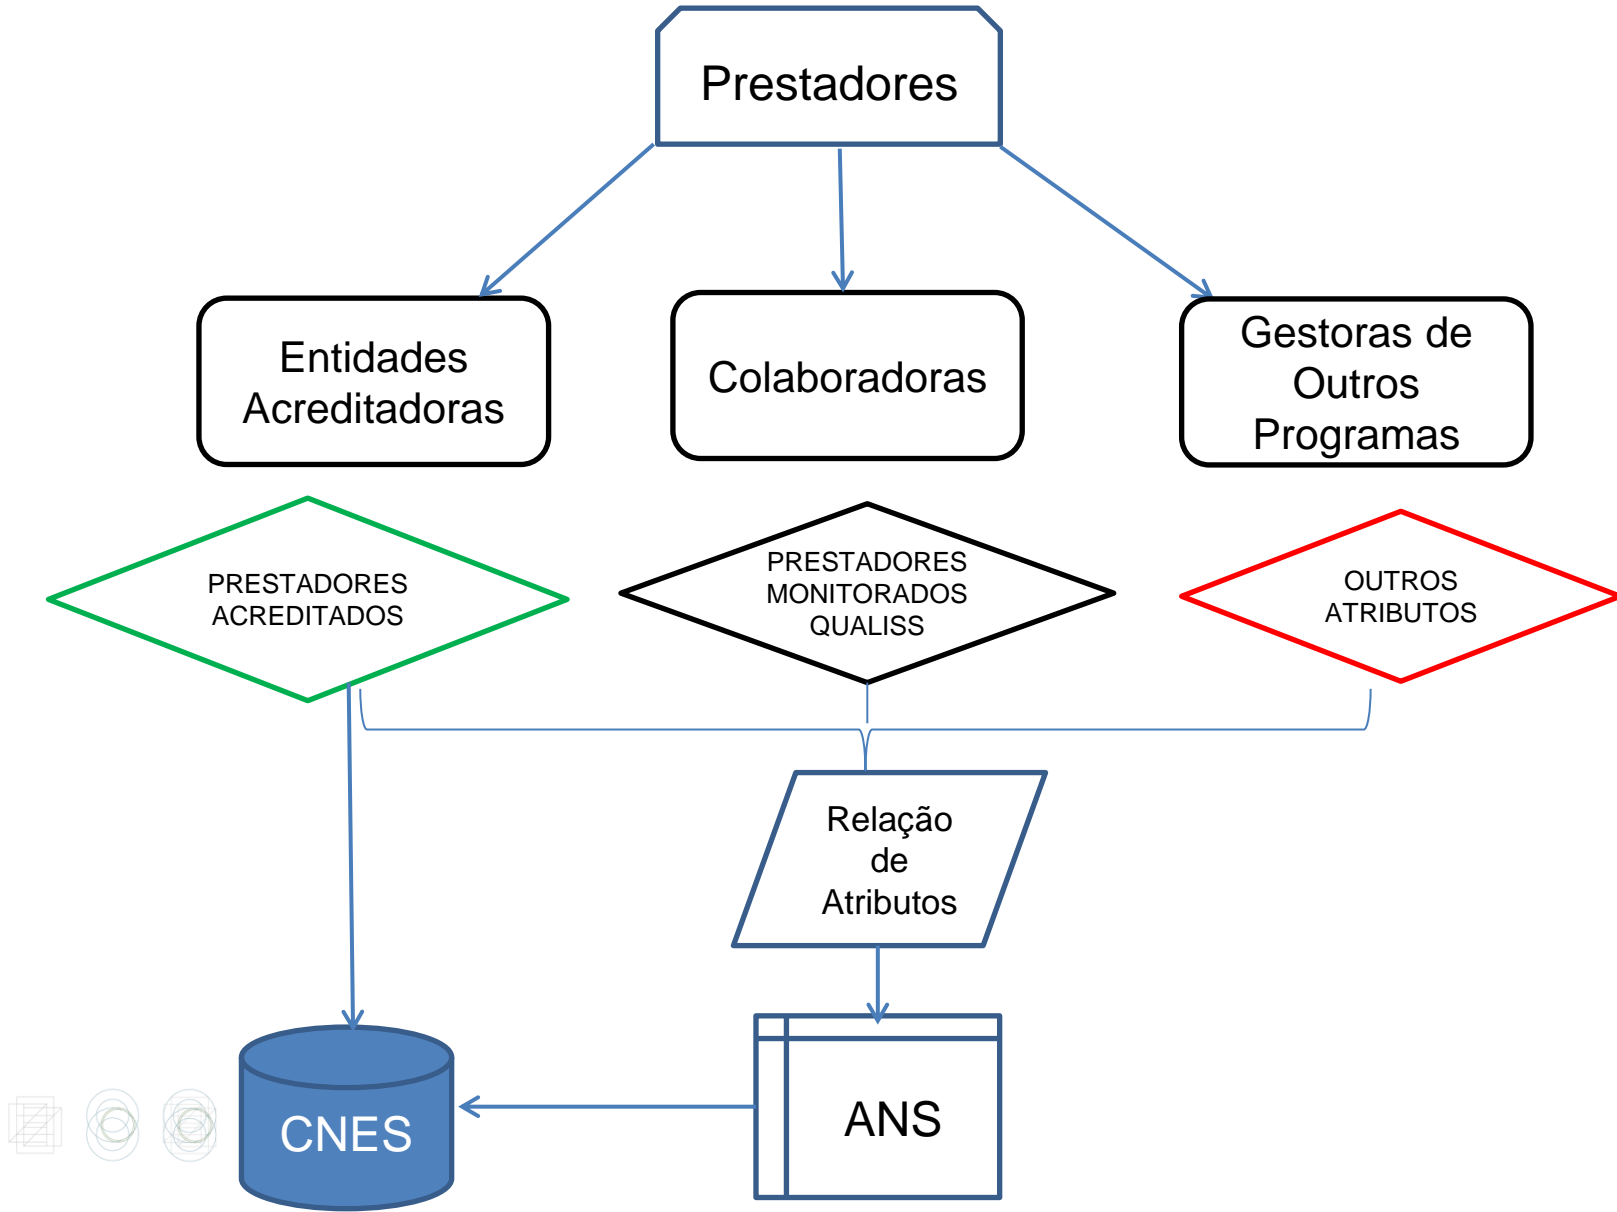 Prestadores
Entidades
Acreditadoras
Colaboradoras
Gestoras de
Outros
Programas
PRESTADORES
ACREDITADOS
PRESTADORES
MONITORADOS
QUALISS
OUTROS
ATRIBUTOS
Relação
de
Atributos
CNES
ANS